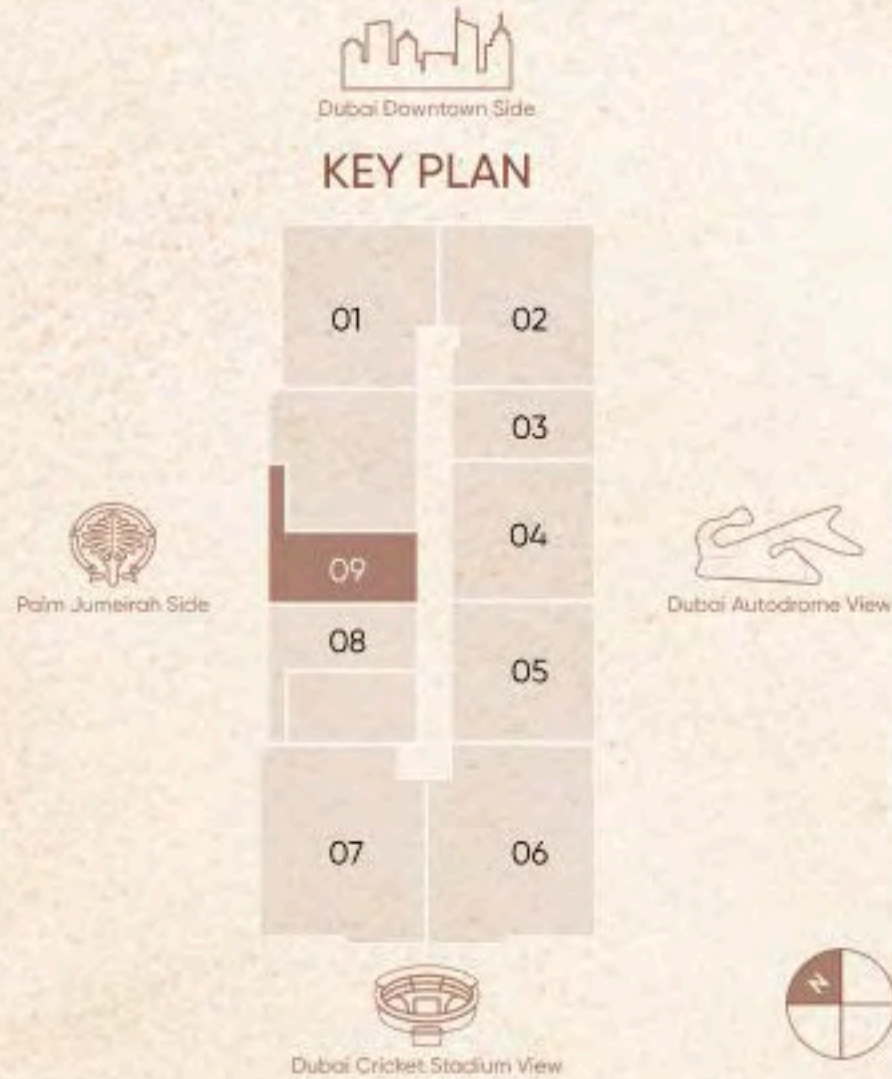 Dubai Downtown Side
KEY PLAN
01
02
03
04
09
Palm Jumeirah Side
Dubai Autodrome View
08
05
07
06
N
Dubai Cricket Stadium View